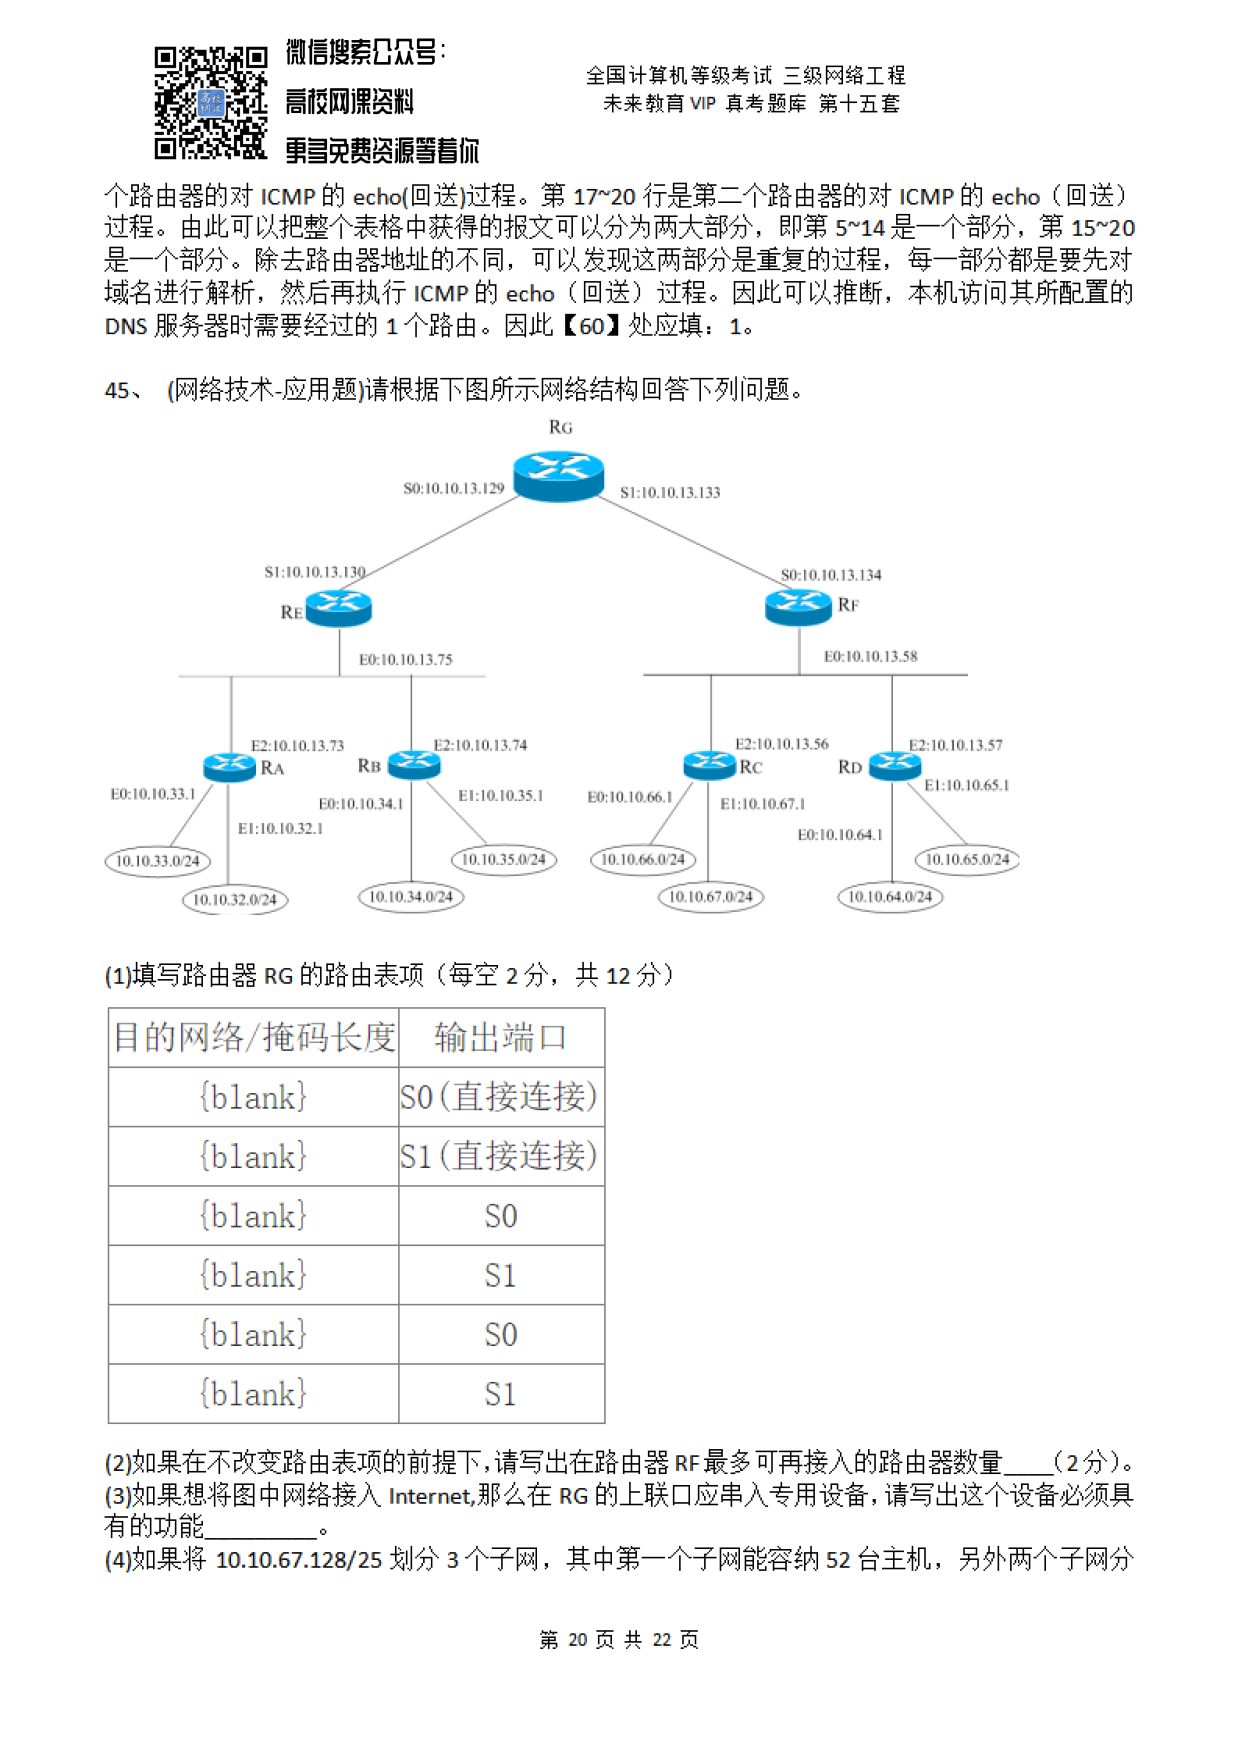 微信搜索公众号：
高校网课资料
更多免费资源等着你
全国计算机等级考试 三级网络工程
未来教育 VIP 真考题库 第十五套
高校
网课
个路由器的对 ICMP 的 echo(回送)过程。第 17~20 行是第二个路由器的对 ICMP 的 echo（回送）
过程。由此可以把整个表格中获得的报文可以分为两大部分，即第 5~14 是一个部分，第 15~20
是一个部分。除去路由器地址的不同，可以发现这两部分是重复的过程，每一部分都是要先对
域名进行解析，然后再执行 ICMP 的 echo（回送）过程。因此可以推断，本机访问其所配置的
DNS 服务器时需要经过的 1 个路由。因此【60】处应填：1。
45、 (网络技术-应用题)请根据下图所示网络结构回答下列问题。
RG
S0:10.10.13.129
S1:10.10.13.133
S1:10.10.13.130
S0:10.10.13.134
RE
RF
E0:10.10.13.75
E0:10.10.13.58
E2:10.10.13.73
E2:10.10.13.74
E2:10.10.13.56
E2:10.10.13.57
RA
RB
RC
RD
E0:10.10.33.1
E0:10.10.34.1
E1:10.10.35.1
E0:10.10.66.1
E1:10.10.67.1
E1:10.10.65.1
E1:10.10.32.1
E0:10.10.64.1
10.10.33.0/24
10.10.35.0/24
10.10.66.0/24
10.10.65.0/24
10.10.32.0/24
10.10.34.0/24
10.10.67.0/24
10.10.64.0/24
(1)填写路由器 RG 的路由表项（每空 2 分，共 12 分）
目的网络/掩码长度 输出端口
{blank} S0(直接连接)
{blank} S1(直接连接)
{blank} S0
{blank} S1
{blank} S0
{blank} S1
(2)如果在不改变路由表项的前提下,请写出在路由器 RF 最多可再接入的路由器数量____（2 分）。
(3)如果想将图中网络接入 Internet,那么在 RG 的上联口应串入专用设备,请写出这个设备必须具
有的功能_________。
(4)如果将 10.10.67.128/25 划分 3 个子网，其中第一个子网能容纳 52 台主机，另外两个子网分
第 20 页 共 22 页